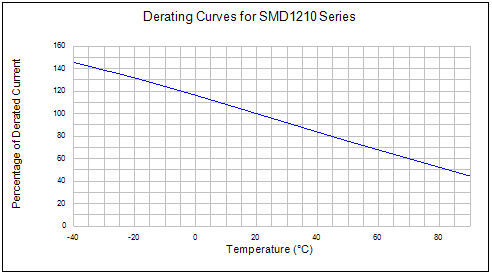 Derating Curves for SMD1210 Series
Percentage of Derated Current
160
140
120
100
80
60
40
20
0
-40 -20 0 20 40 60 80
Temperature (°C)